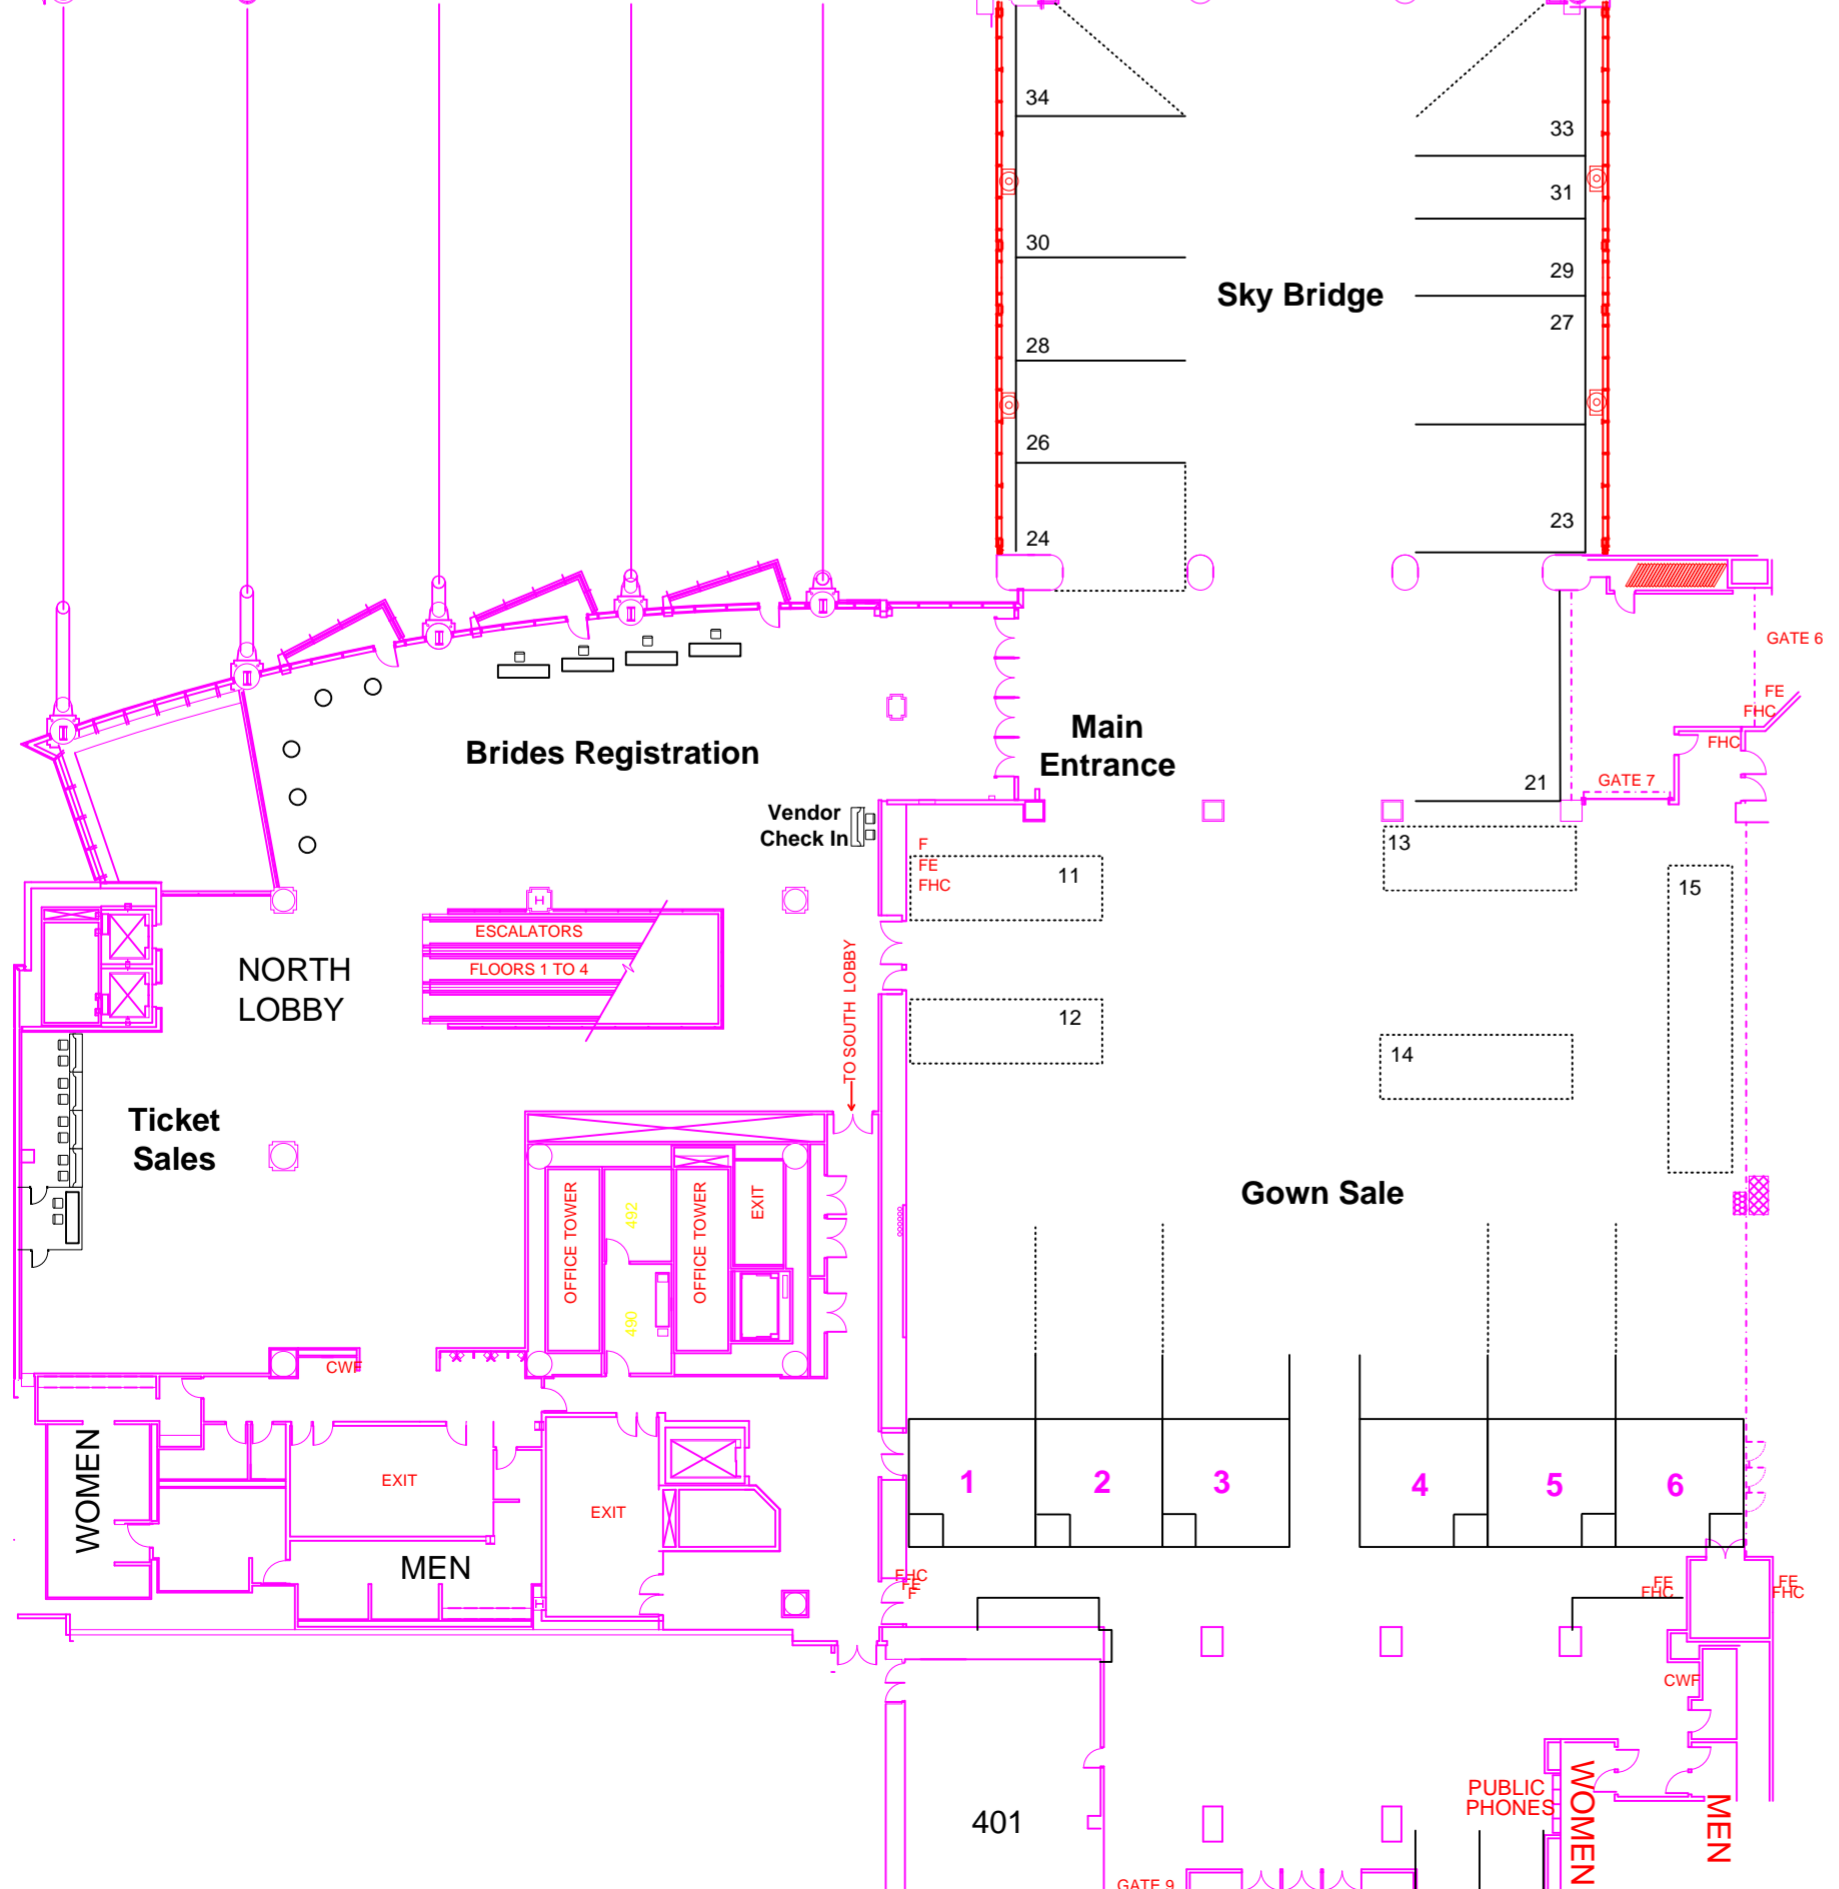 34
33
31
30
29
Sky Bridge
27
28
26
23
24
GATE 6
FE
FHC
FHC
Main
Entrance
Brides Registration
21
GATE 7
Vendor
Check In
F
FE
FHC
11
13
15
H
ESCALATORS
FLOORS 1 TO 4
NORTH
LOBBY
TO SOUTH LOBBY
12
14
Ticket
Sales
Gown Sale
OFFICE TOWER
492
490
OFFICE TOWER
EXIT
CWF
WOMEN
EXIT
EXIT
MEN
1
2
3
4
5
6
FHC
FE
F
FE
FHC
FE
FHC
CWF
401
PUBLIC
PHONES
WOMEN
MEN
GATE 9